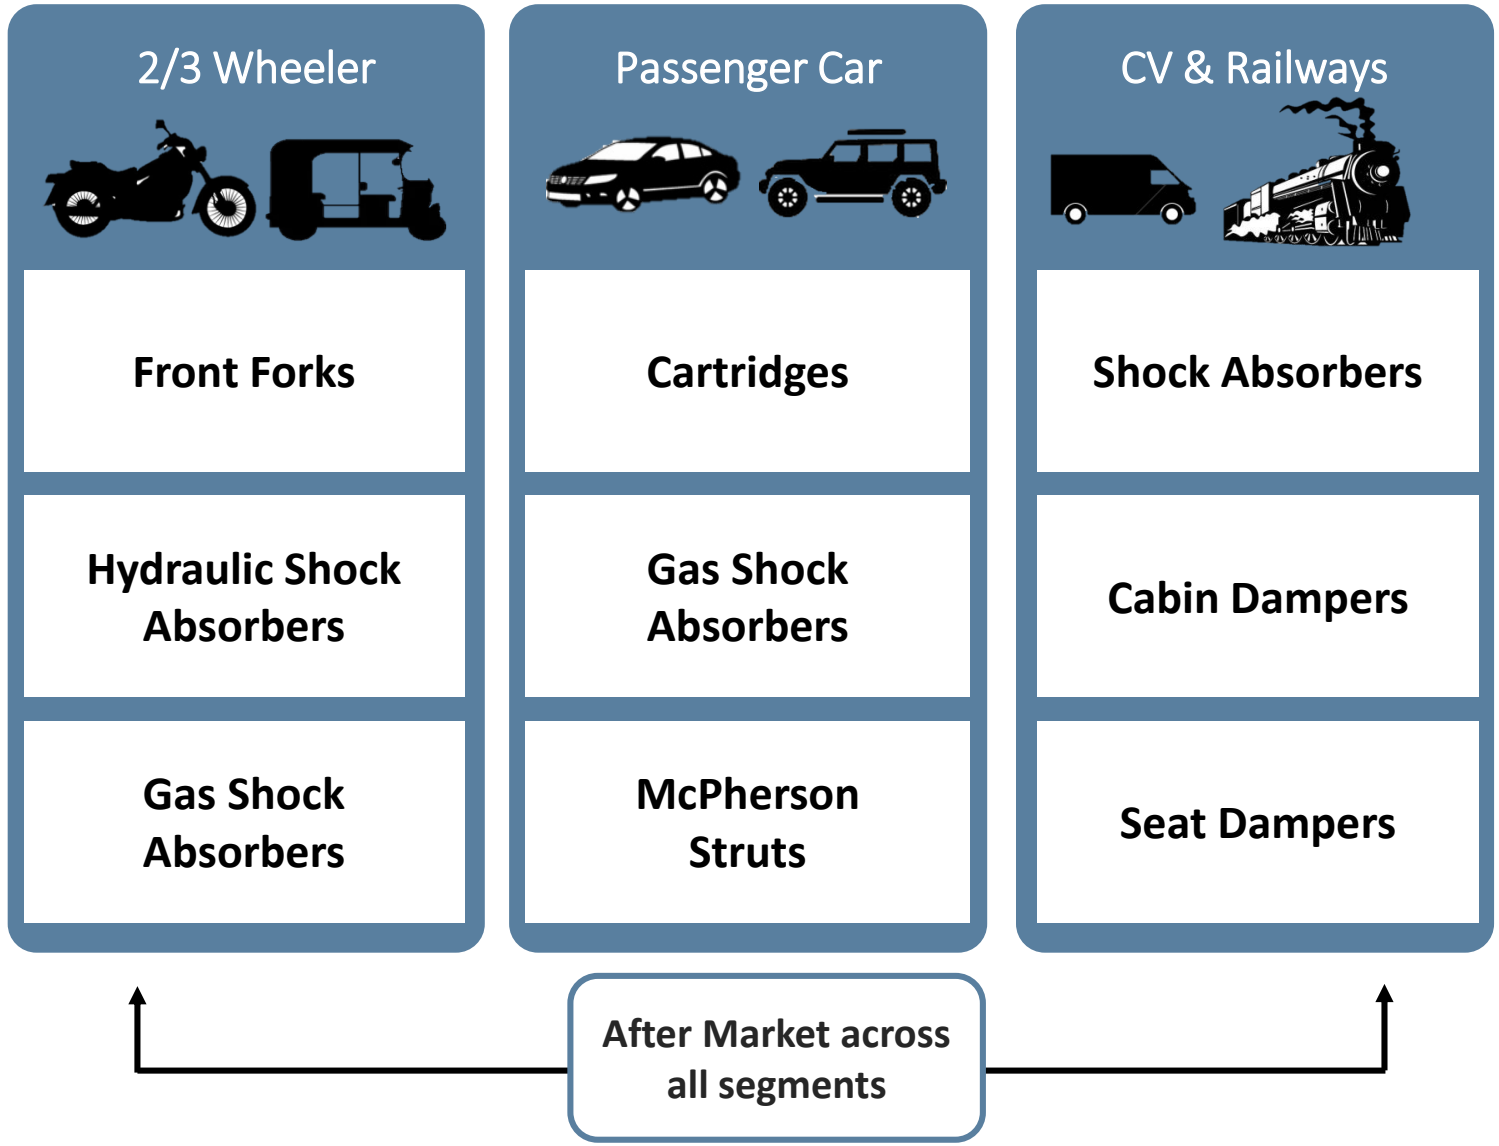 2/3 Wheeler
Front Forks
Hydraulic Shock
Absorbers
Gas Shock
Absorbers
Passenger Car
Cartridges
Gas Shock
Absorbers
McPherson
Struts
CV & Railways
Shock Absorbers
Cabin Dampers
Seat Dampers
After Market across
all segments